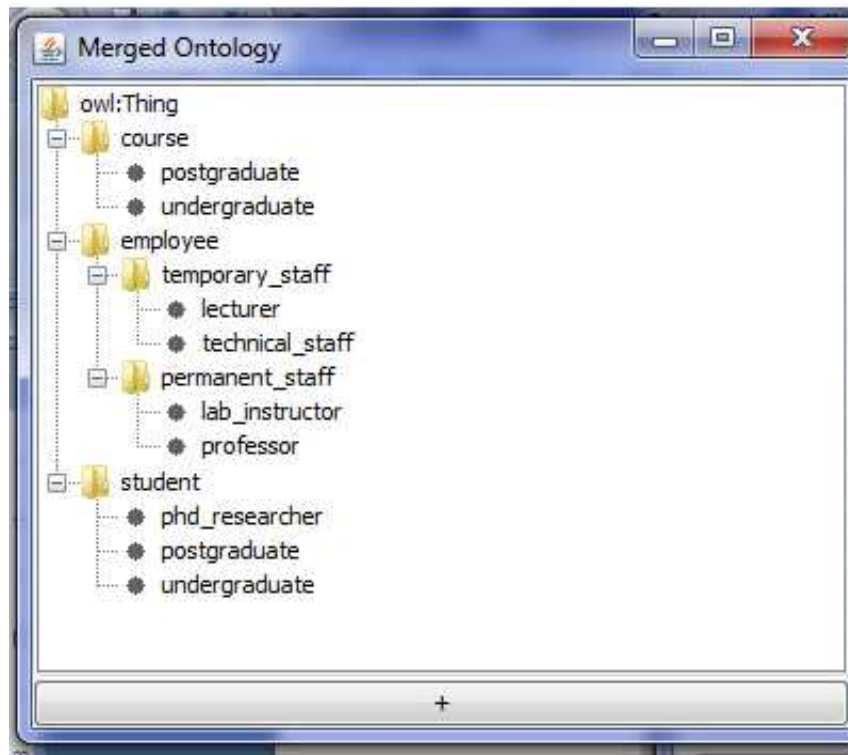 Merged Ontology
owl:Thing
course
postgraduate
undergraduate
employee
temporary_staff
lecturer
technical_staff
permanent_staff
lab_instructor
professor
student
phd_researcher
postgraduate
undergraduate
+